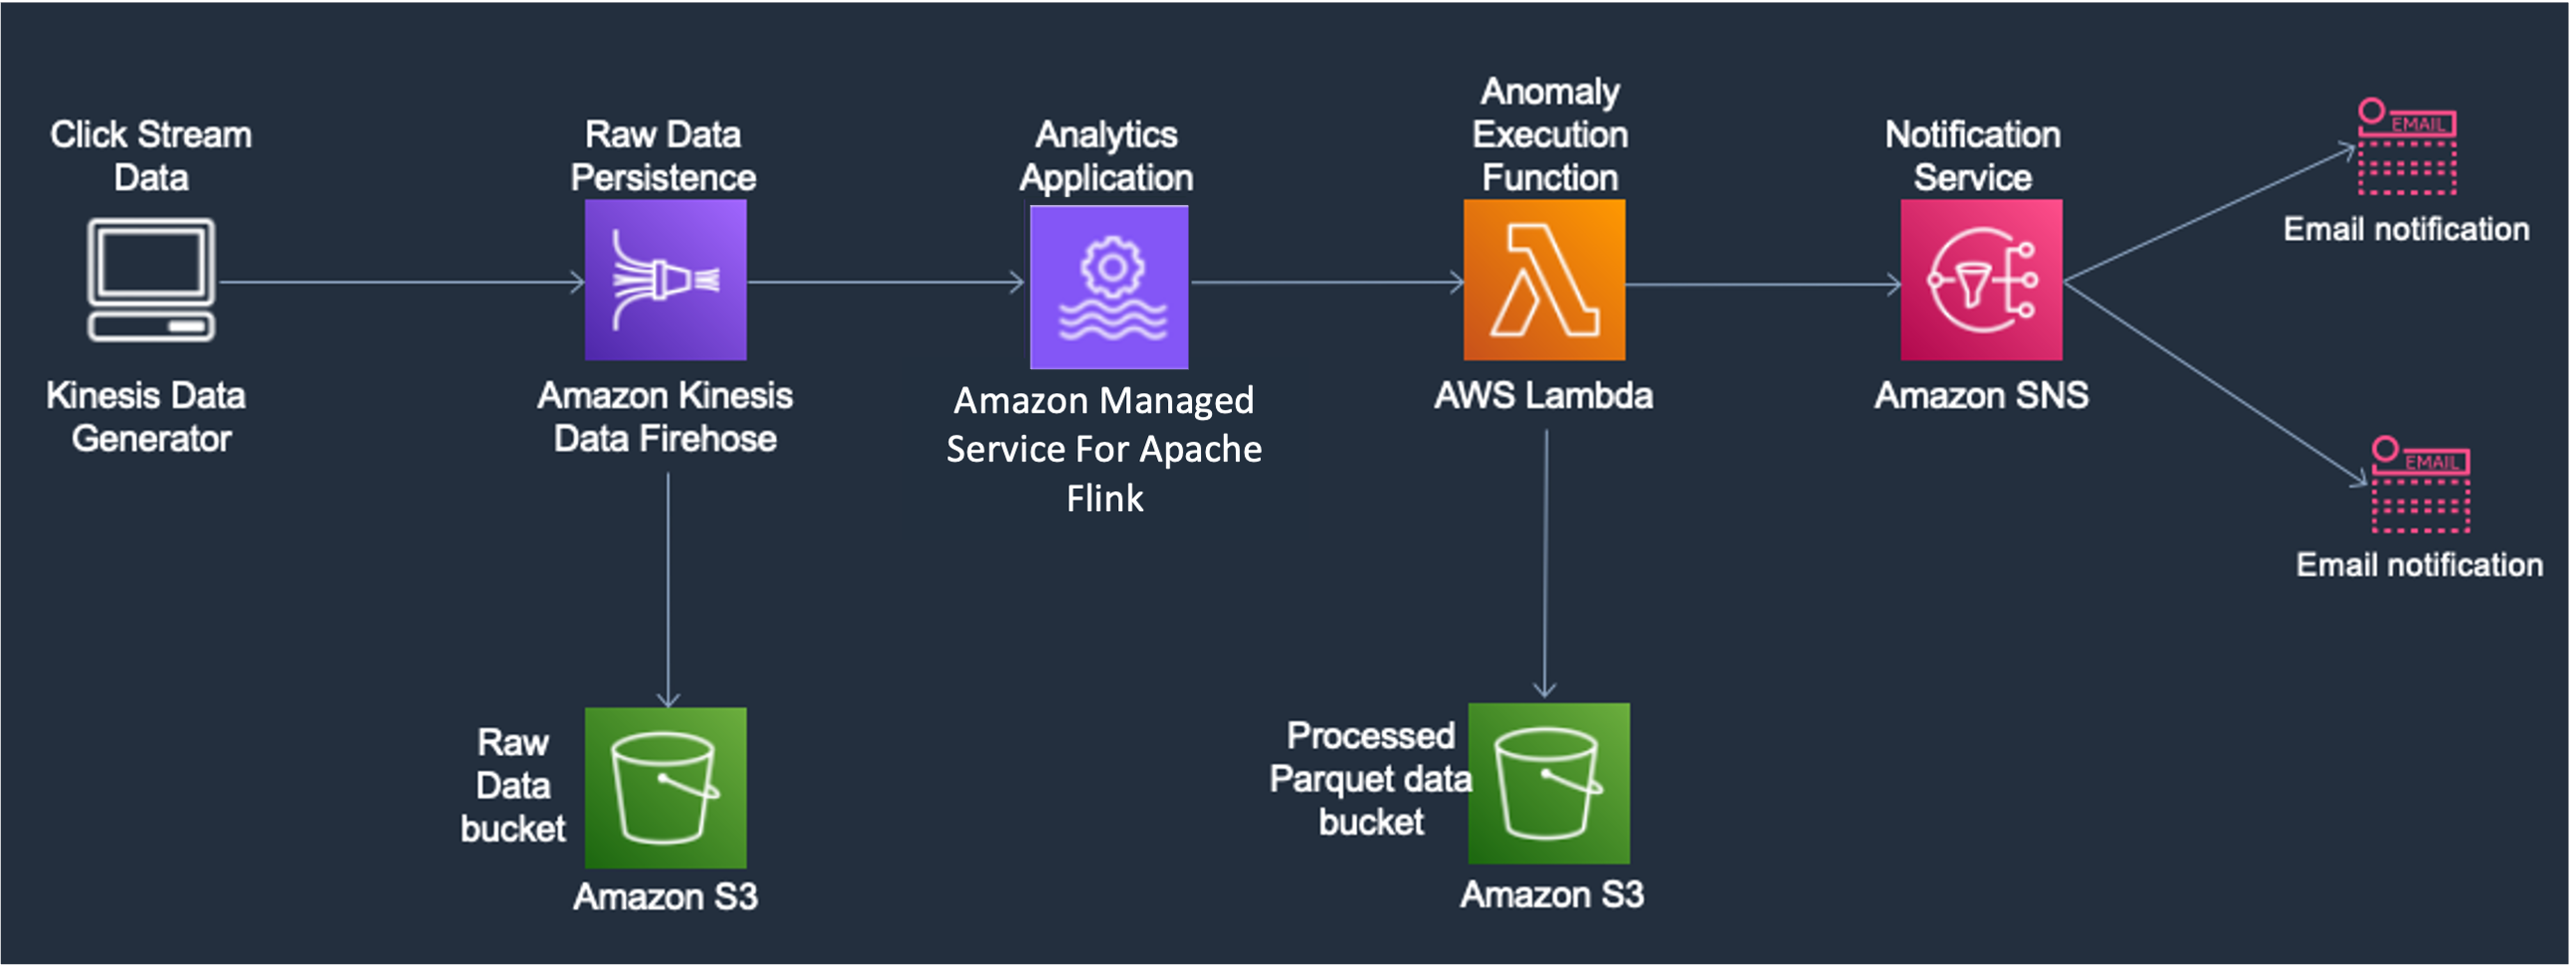 Click Stream
Data
Kinesis Data
Generator
Raw Data
Persistence
Amazon Kinesis
Data Firehose
Raw
Data
bucket
Amazon S3
Analytics
Application
Amazon Managed
Service For Apache
Flink
Anomaly
Execution
Function
AWS Lambda
Processed
Parquet data
bucket
Amazon S3
Notification
Service
Amazon SNS
EMAIL
Email notification
EMAIL
Email notification